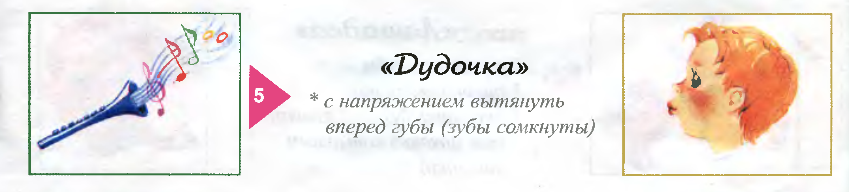 «Дудочка»
5
* с напряжением вытянуть
вперед губы (зубы сомкнуты)